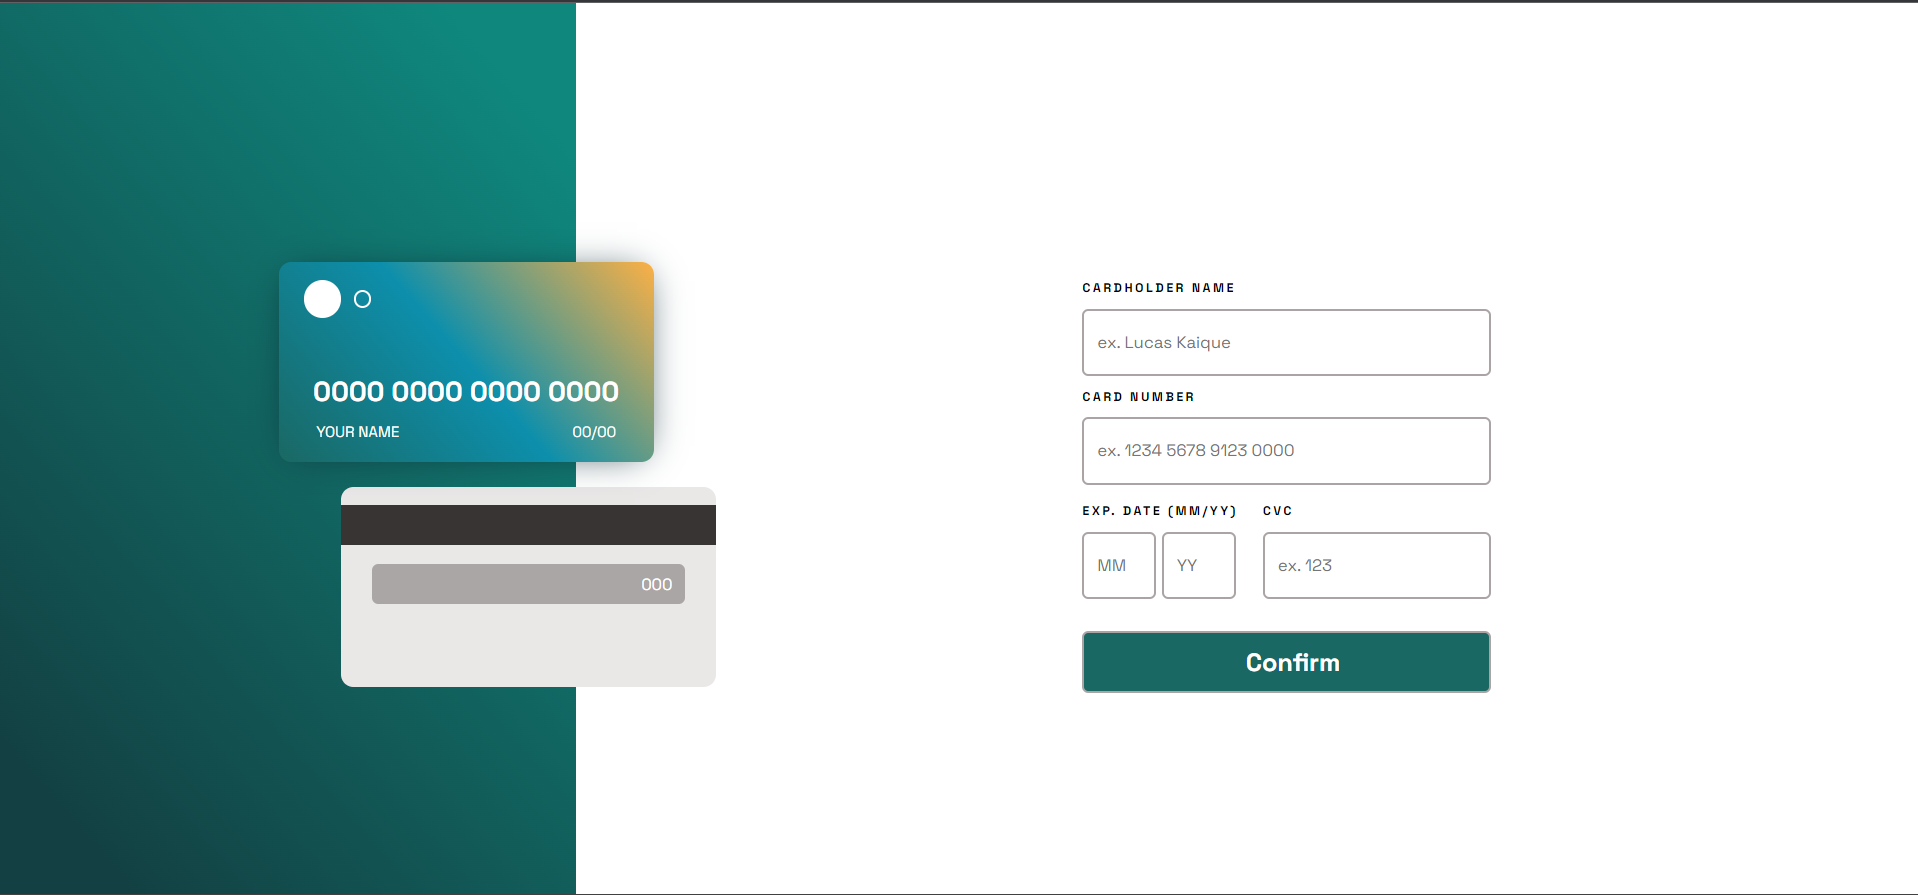 0000 0000 0000 0000
YOUR NAME 00/00
000
CARDHOLDER NAME
ex. Lucas Kaique
CARD NUMBER
ex. 1234 5678 9123 0000
EXP. DATE (MM/YY) CVC
MM YY ex. 123
Confirm